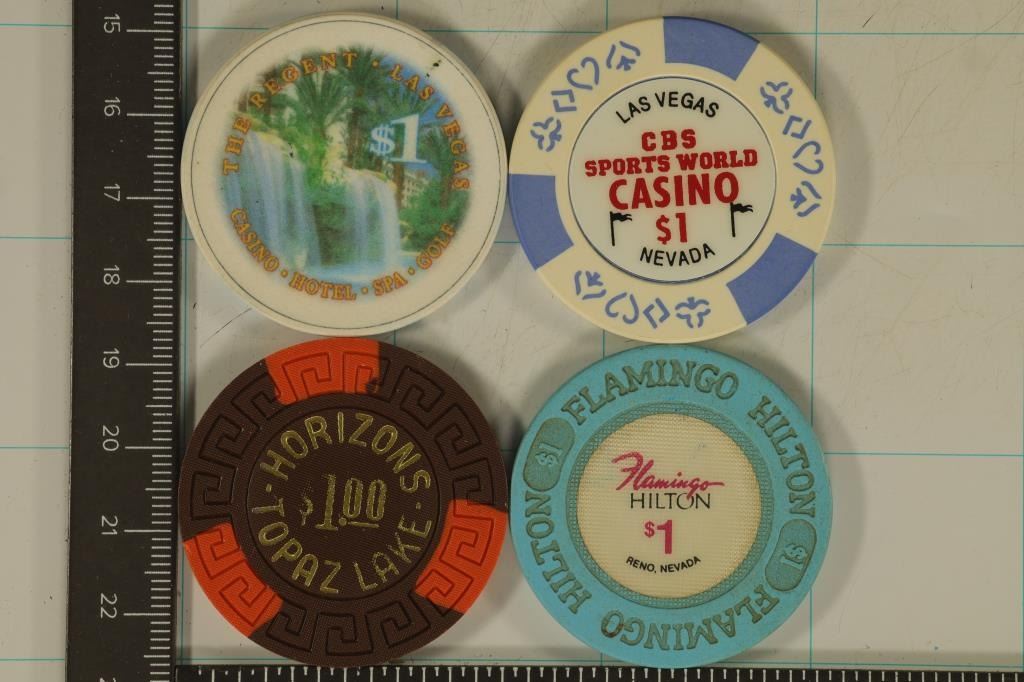 15
16
17
18
19
20
21
22
THE REGENT · LAS VEGAS
$1
CASINO · HOTEL · SPA · GOLF
LAS VEGAS
CBS
SPORTS WORLD
CASINO
$1
NEVADA
HORIZONS
$1.00
· TOPAZ LAKE ·
FLAMINGO HILTON
$1
FLAMINGO HILTON
$1
Flamingo
HILTON
$1
RENO, NEVADA